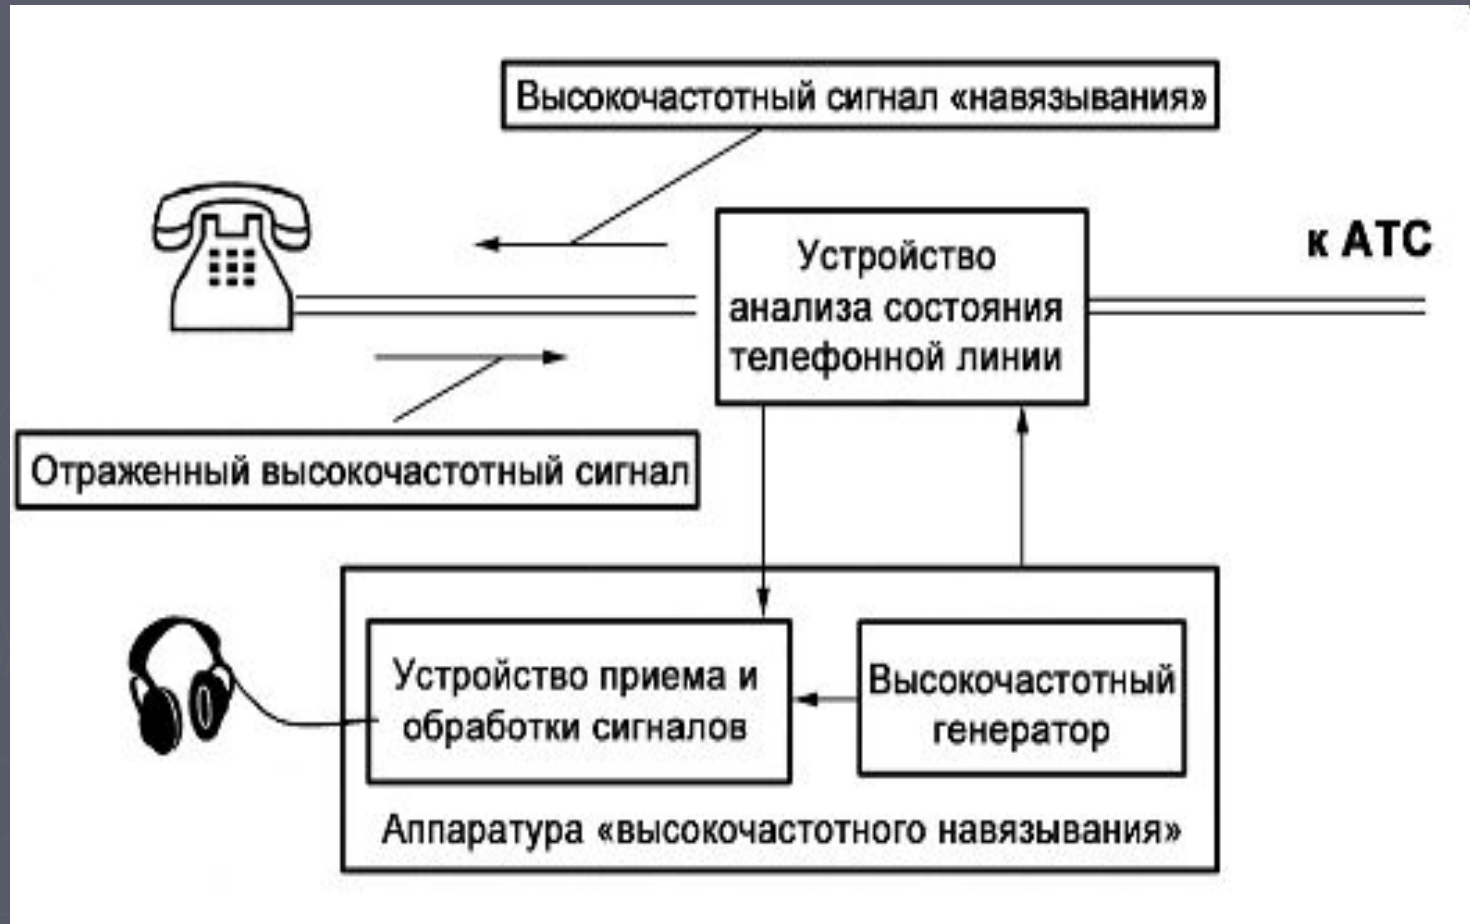 Высокочастотный сигнал «навязывания»
Устройство
анализа состояния
телефонной линии
к АТС
Отраженный высокочастотный сигнал
Устройство приема и
обработки сигналов
Высокочастотный
генератор
Аппаратура «высокочастотного навязывания»